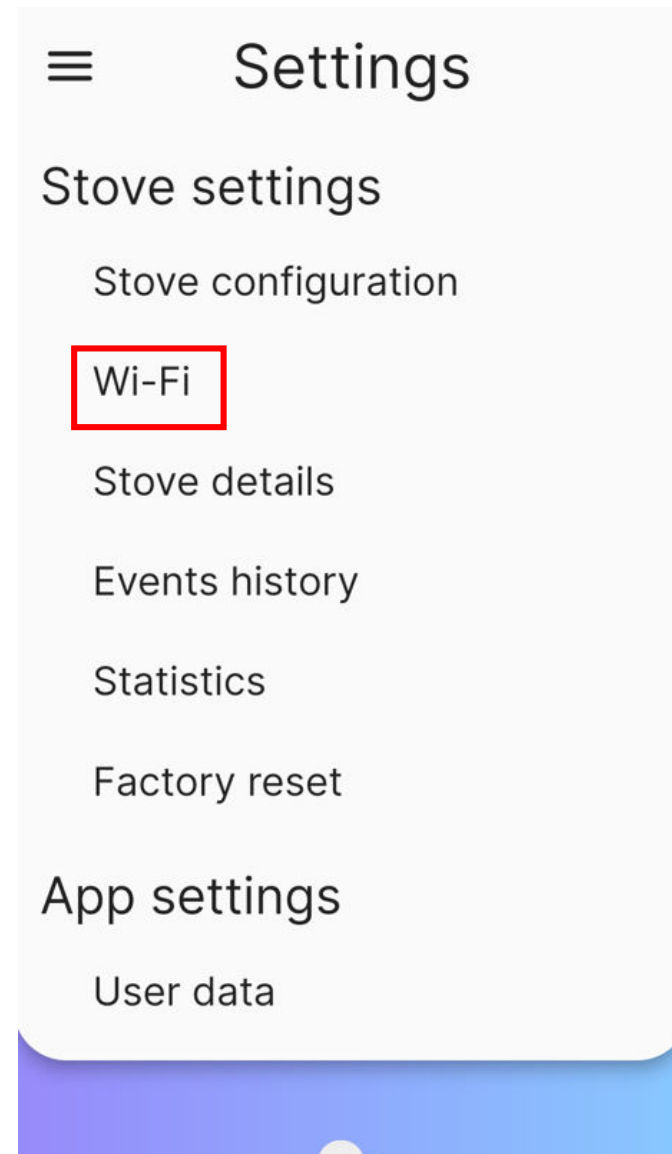 Settings
Stove settings
Stove configuration
Wi-Fi
Stove details
Events history
Statistics
Factory reset
App settings
User data